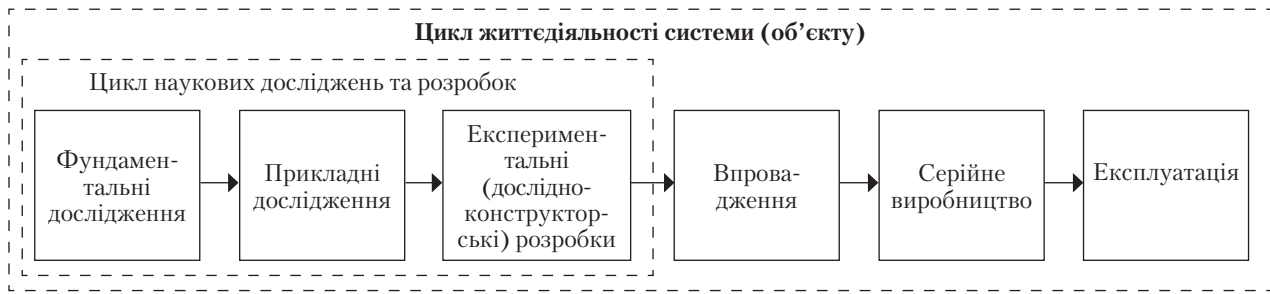 Цикл життєдіяльності системи (об’єкту)
Цикл наукових досліджень та розробок
Фундамен-
тальні
дослідження
Прикладні
дослідження
Експеримен-
тальні
(дослідно-
конструктор-
ські) розробки
Впрова-
дження
Серійне
виробництво
Експлуатація